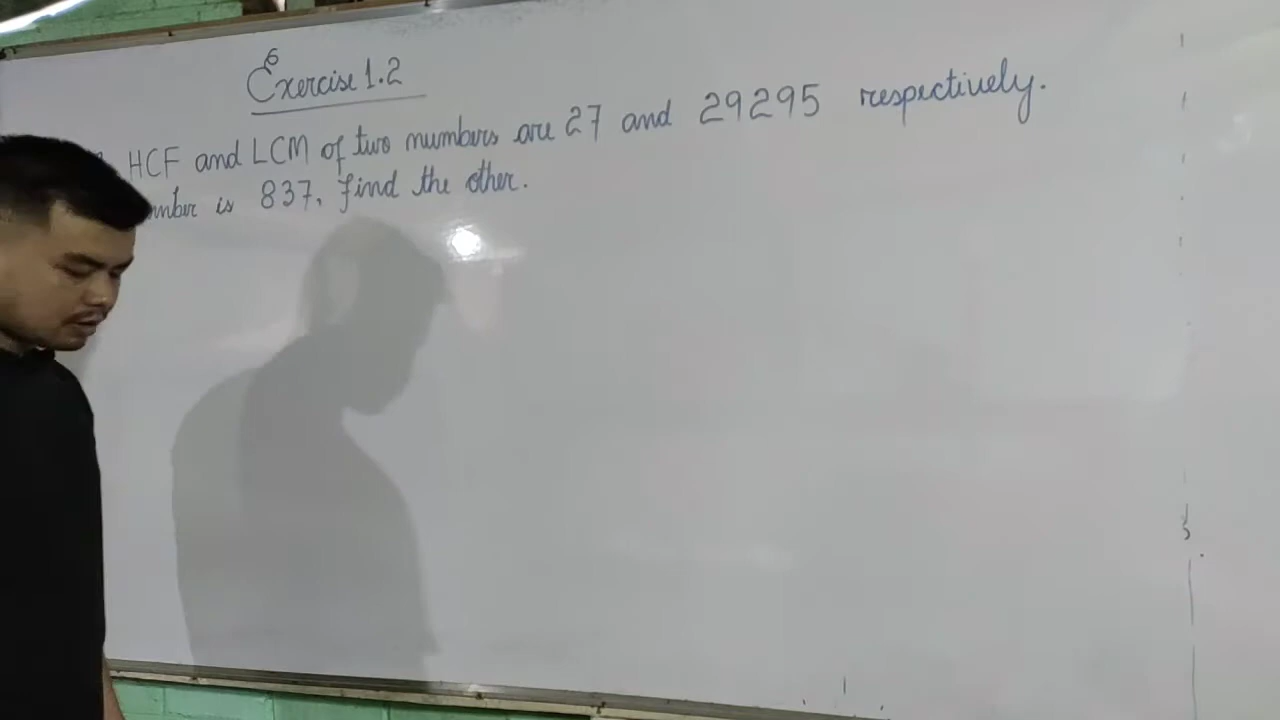 Exercise 1.2
HCF and LCM of two numbers are 27 and 29295 respectively.
is 837, find the other.